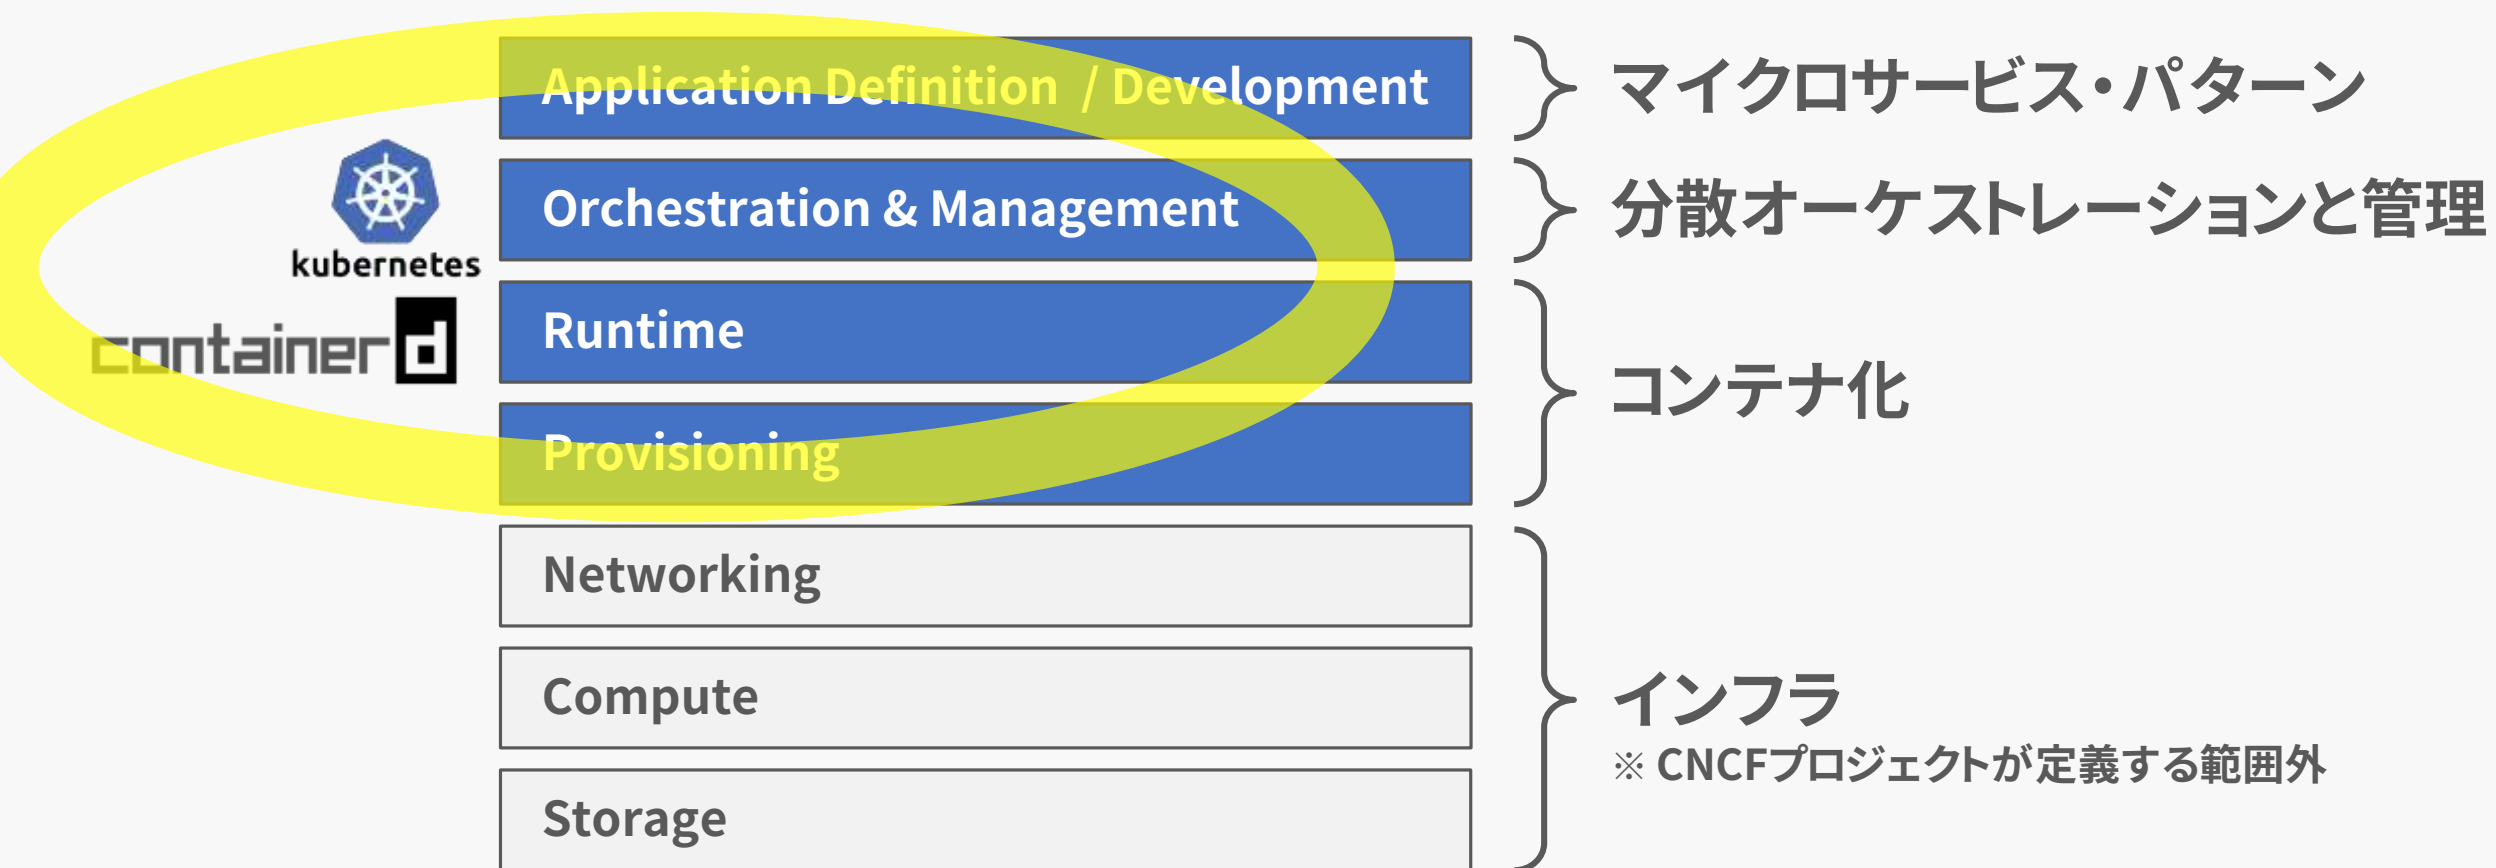 Application Definition / Development
マイクロサービス・パターン
kubernetes
Orchestration & Management
分散オーケストレーションと管理
containerd
Runtime
Provisioning
コンテナ化
Networking
Compute
Storage
インフラ
※ CNCFプロジェクトが定義する範囲外